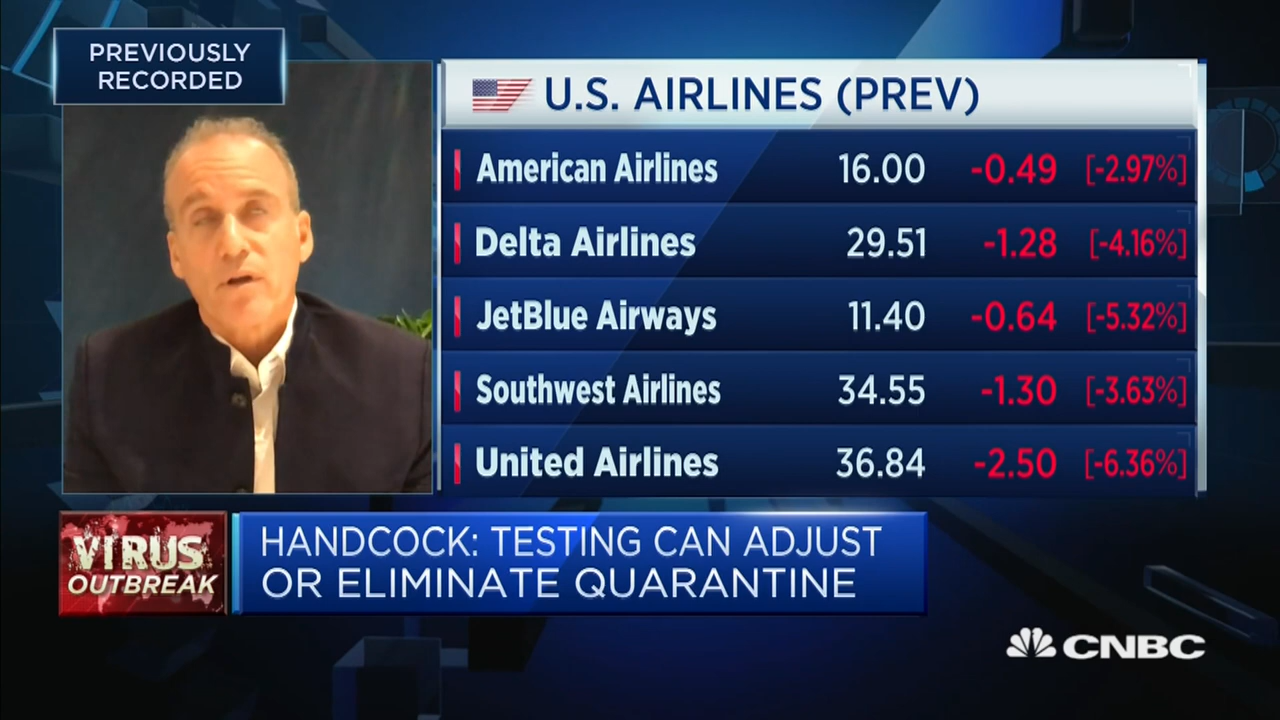 PREVIOUSLY
RECORDED
U.S. AIRLINES (PREV)
American Airlines 16.00 -0.49 [-2.97%]
Delta Airlines 29.51 -1.28 [-4.16%]
JetBlue Airways 11.40 -0.64 [-5.32%]
Southwest Airlines 34.55 -1.30 [-3.63%]
United Airlines 36.84 -2.50 [-6.36%]
VIRUS
OUTBREAK
HANDCOCK: TESTING CAN ADJUST
OR ELIMINATE QUARANTINE
CNBC